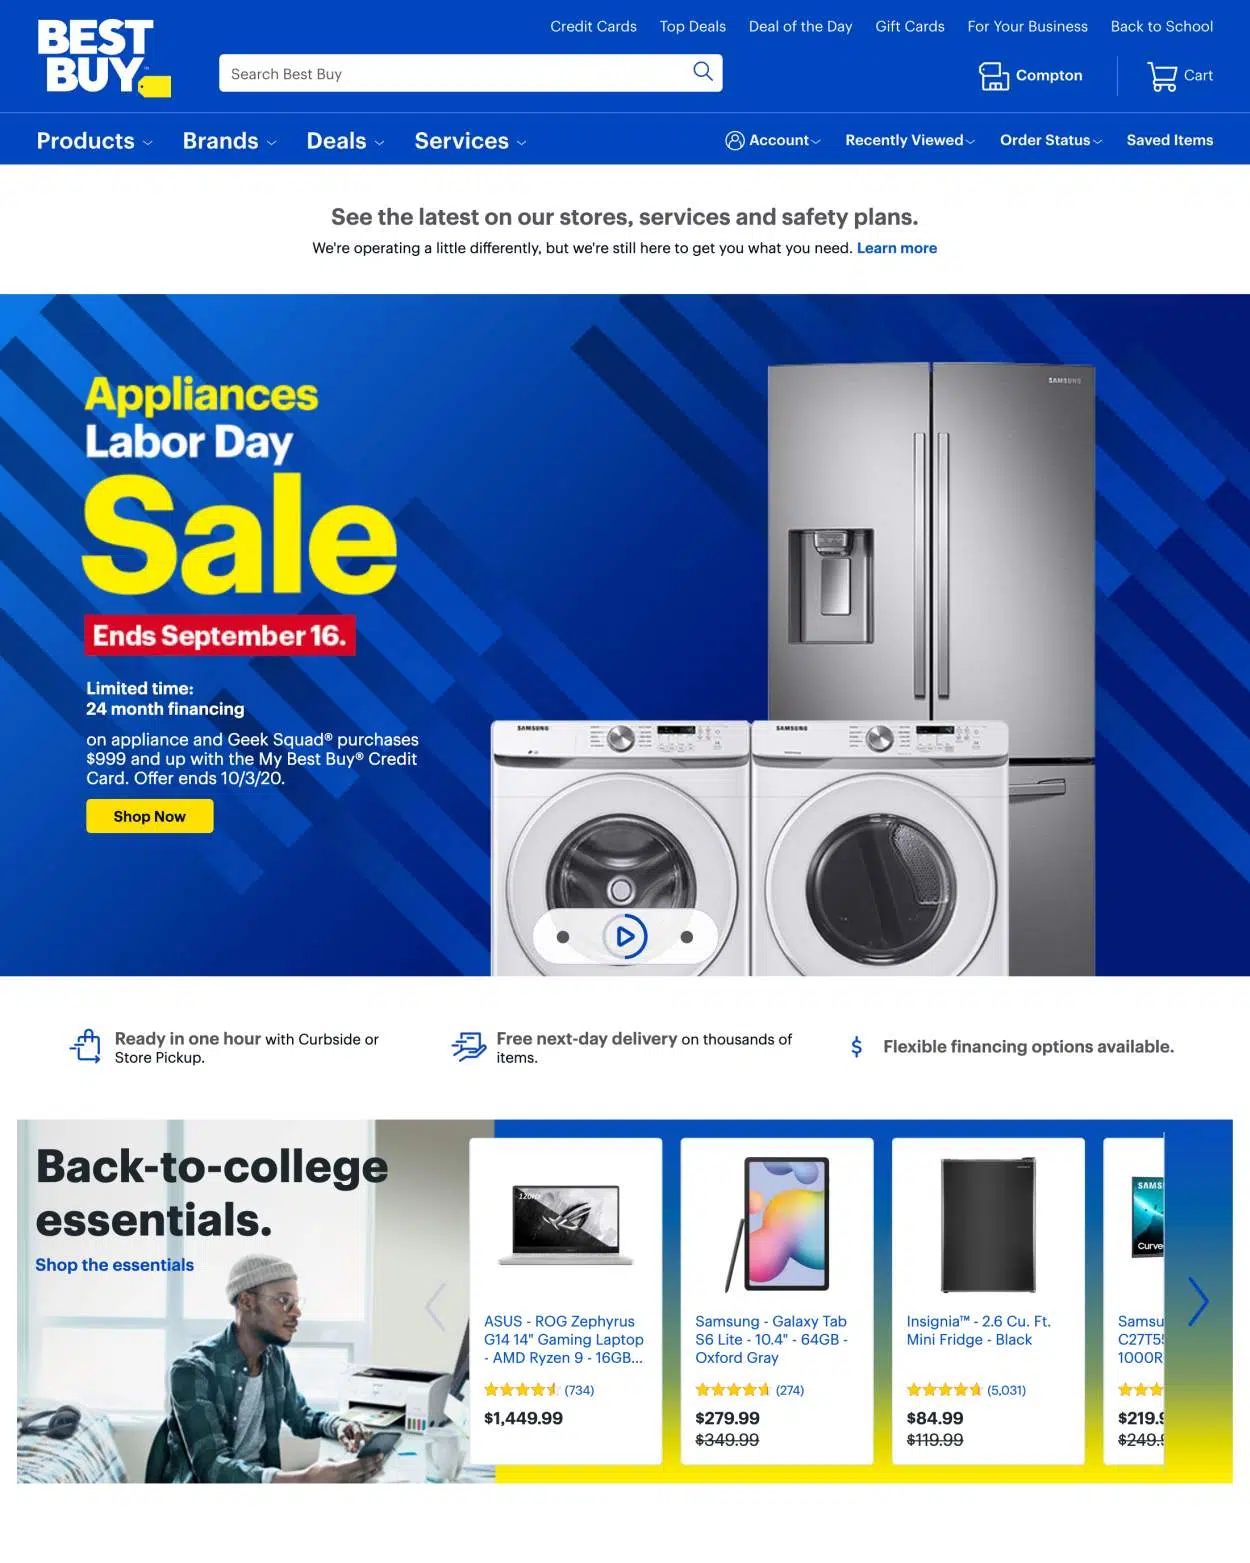 BEST
BUY
Credit Cards
Top Deals
Deal of the Day
Gift Cards
For Your Business
Back to School
Search Best Buy
Compton
Cart
Products
Brands
Deals
Services
Account
Recently Viewed
Order Status
Saved Items
See the latest on our stores, services and safety plans.
We're operating a little differently, but we're still here to get you what you need. Learn more
Appliances
Labor Day
Sale
Ends September 16.
Limited time:
24 month financing
on appliance and Geek Squad® purchases
$999 and up with the My Best Buy® Credit
Card. Offer ends 10/3/20.
Shop Now
SAMSUNG
SAMSUNG
SAMSUNG
Ready in one hour with Curbside or
Store Pickup.
Free next-day delivery on thousands of
items.
$
Flexible financing options available.
Back-to-college
essentials.
Shop the essentials
120Hz
ASUS - ROG Zephyrus
G14 14" Gaming Laptop
- AMD Ryzen 9 - 16GB...
(734)
$1,449.99
Samsung - Galaxy Tab
S6 Lite - 10.4" - 64GB -
Oxford Gray
(274)
$279.99
$349.99
Insignia™ - 2.6 Cu. Ft.
Mini Fridge - Black
(5,031)
$84.99
$119.99
SAMS
Curve
Samsu
C27T5
1000R
$219.9
$249.